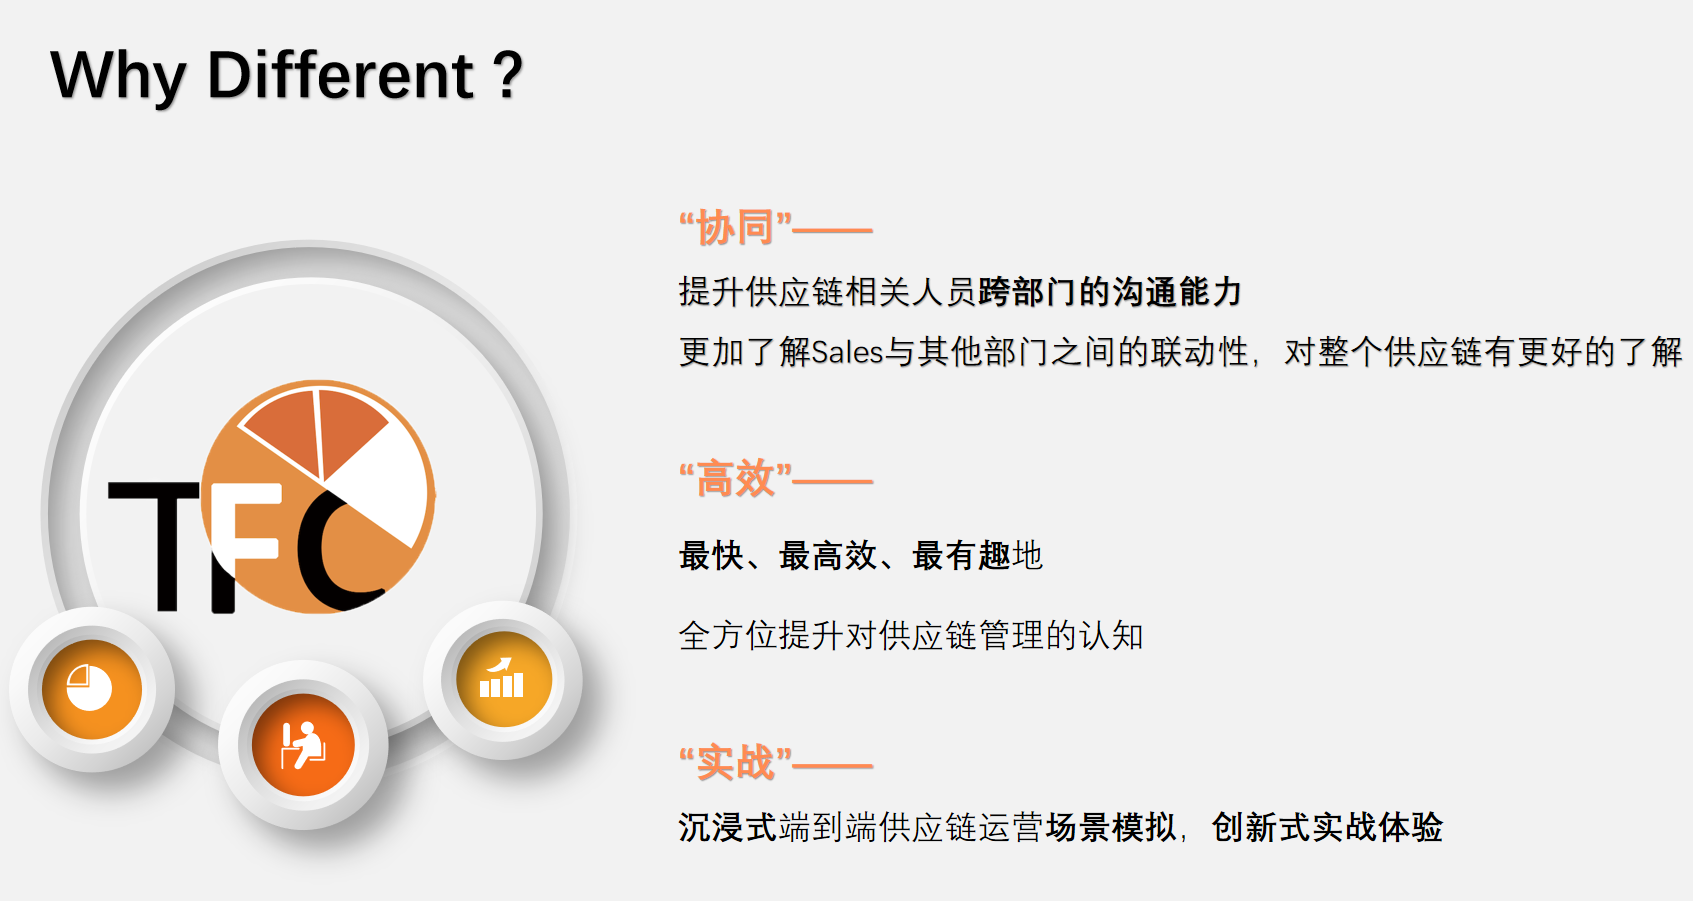 Why Different？
TFC
“协同”——
提升供应链相关人员跨部门的沟通能力
更加了解Sales与其他部门之间的联动性，对整个供应链有更好的了解
“高效”——
最快、最高效、最有趣地
全方位提升对供应链管理的认知
“实战”——
沉浸式端到端供应链运营场景模拟，创新式实战体验